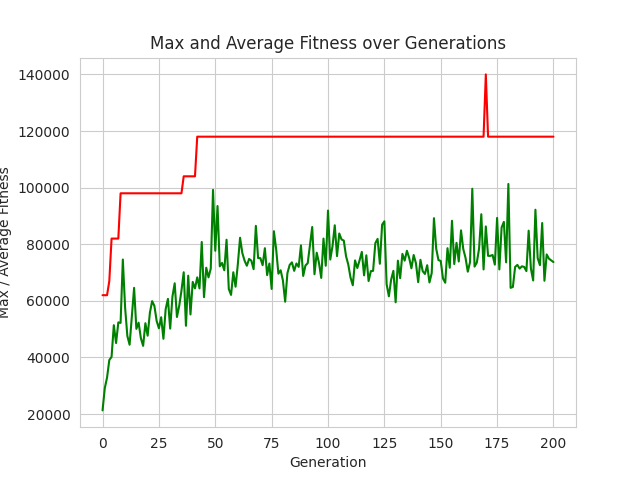 Max and Average Fitness over Generations
Max / Average Fitness
140000
120000
100000
80000
60000
40000
20000
0 25 50 75 100 125 150 175 200
Generation